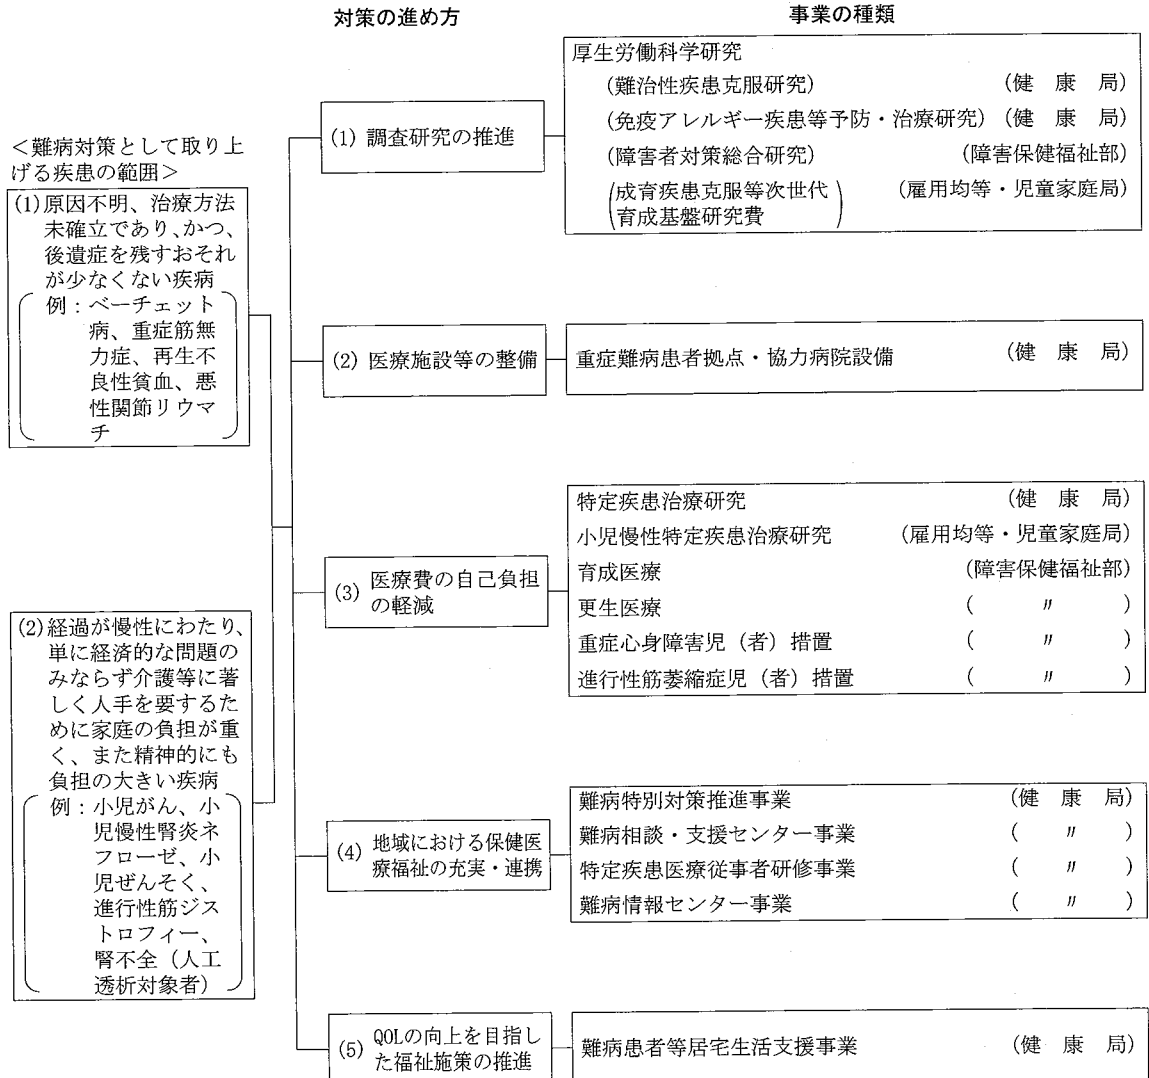 対策の進め方
事業の種類
<難病対策として取り上
げる疾患の範囲>
(1)原因不明、治療方法
未確立であり、かつ、
後遺症を残すおそれ
が少なくない疾病
例：ベーチェット
病、重症筋無
力症、再生不
良性貧血、悪
性関節リウマ
チ
(2)経過が慢性にわたり、
単に経済的な問題の
みならず介護等に著
しく人手を要するた
めに家庭の負担が重
く、また精神的にも
負担の大きい疾病
例：小児がん、小
児慢性腎炎ネ
フローゼ、小
児ぜんそく、
進行性筋ジス
トロフィー、
腎不全（人工
透析対象者）
(1) 調査研究の推進
厚生労働科学研究
(難治性疾患克服研究) (健　康　局)
(免疫アレルギー疾患等予防・治療研究) (健　康　局)
(障害者対策総合研究) (障害保健福祉部)
(成育疾患克服等次世代 (雇用均等・児童家庭局)
育成基盤研究費)
(2) 医療施設等の整備
重症難病患者拠点・協力病院設備 (健　康　局)
(3) 医療費の自己負担
の軽減
特定疾患治療研究 (健　康　局)
小児慢性特定疾患治療研究 (雇用均等・児童家庭局)
育成医療 (障害保健福祉部)
更生医療 (　〃　)
重症心身障害児（者）措置 (　〃　)
進行性筋萎縮症児（者）措置 (　〃　)
(4) 地域における保健医
療福祉の充実・連携
難病特別対策推進事業 (健　康　局)
難病相談・支援センター事業 (　〃　)
特定疾患医療従事者研修事業 (　〃　)
難病情報センター事業 (　〃　)
(5) QOLの向上を目指し
た福祉施策の推進
難病患者等居宅生活支援事業 (健　康　局)